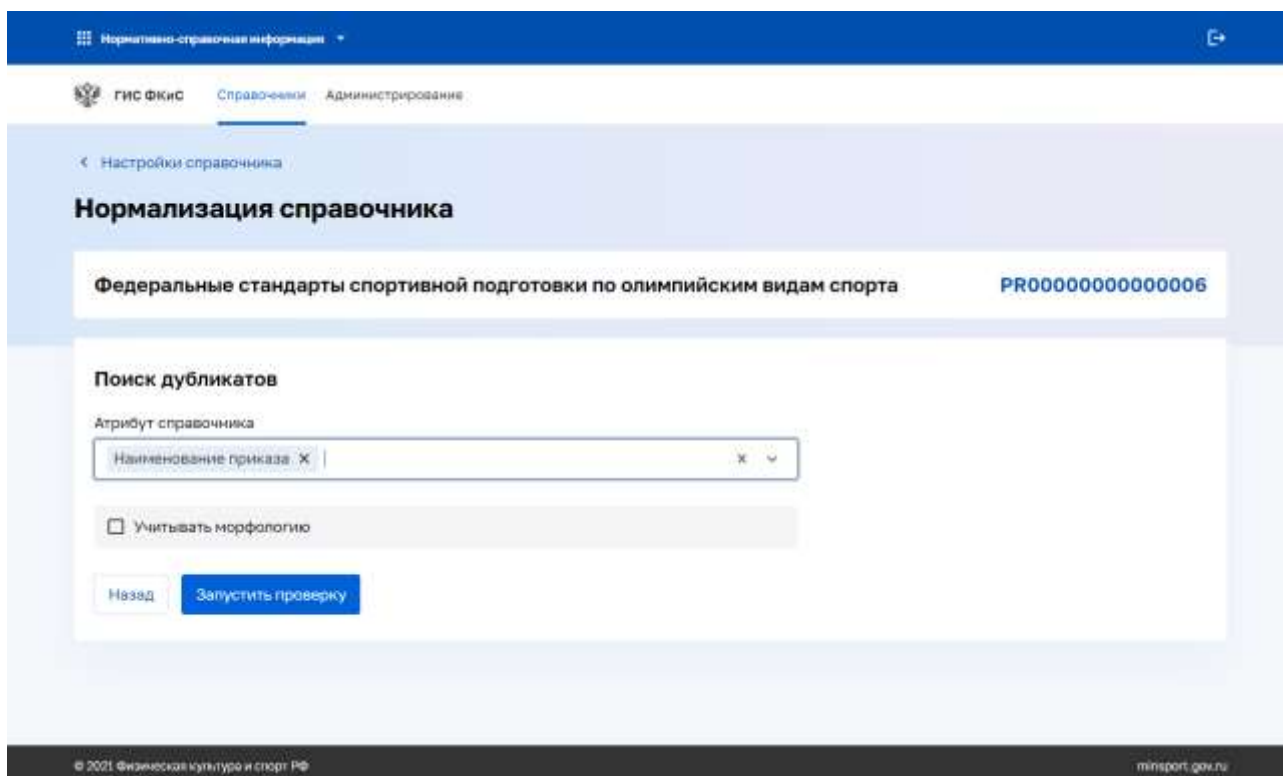 Нормативно-справочная информация
ГИС ФКиС Справочники Администрирование
Настройки справочника
Нормализация справочника
Федеральные стандарты спортивной подготовки по олимпийским видам спорта PR00000000000006
Поиск дубликатов
Атрибут справочника
Наименование приказа
Учитывать морфологию
Назад Запустить проверку
© 2021 Физическая культура и спорт РФ minsport.gov.ru